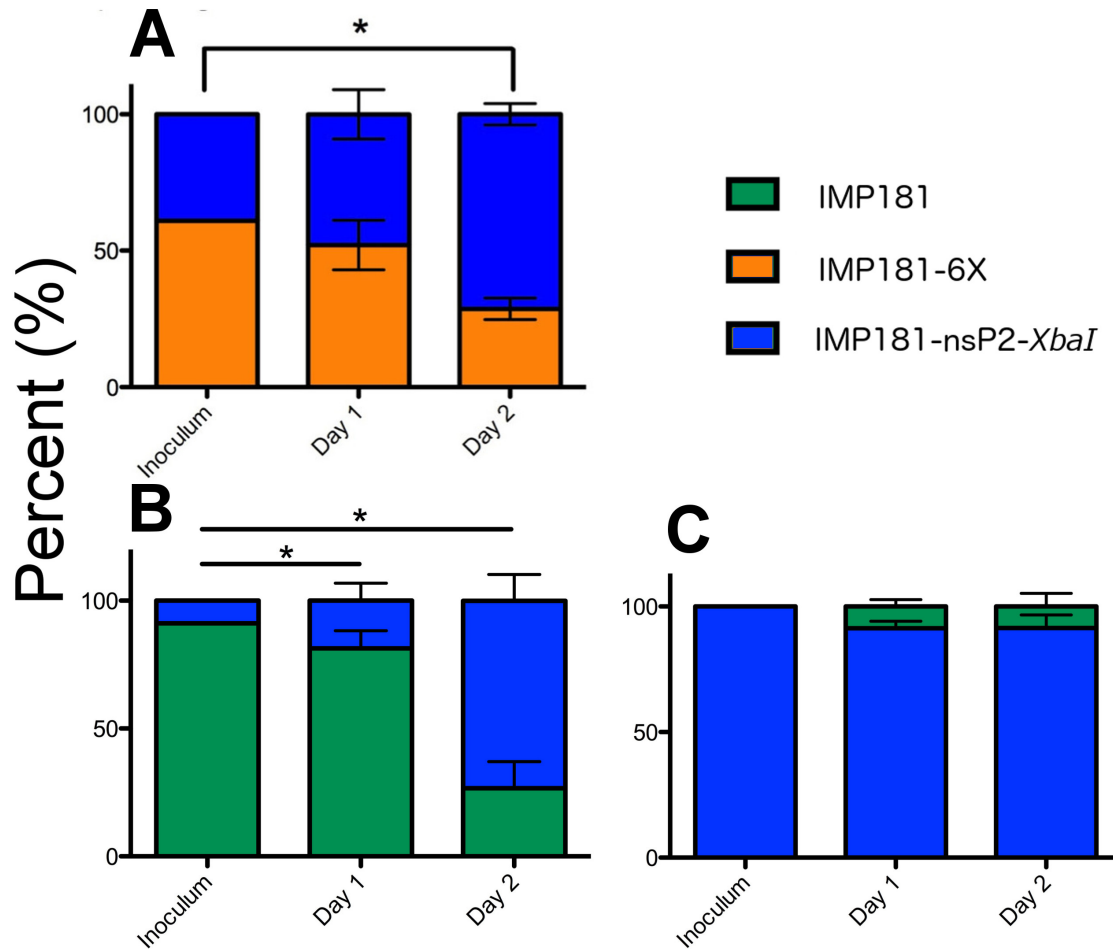 A
*
100
50
0
Inoculum
Day 1
Day 2
IMP181
IMP181-6X
IMP181-nsP2-XbaI
Percent (%)
B
*
*
100
50
0
Inoculum
Day 1
Day 2
C
100
50
0
Inoculum
Day 1
Day 2